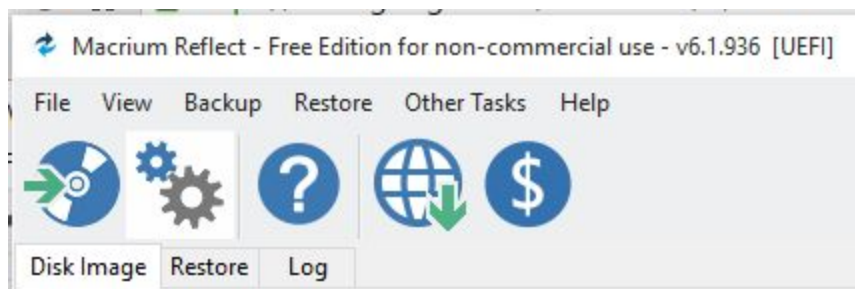 Macrium Reflect - Free Edition for non-commercial use - v6.1.936 [UEFI]
File View Backup Restore Other Tasks Help
? $
Disk Image Restore Log